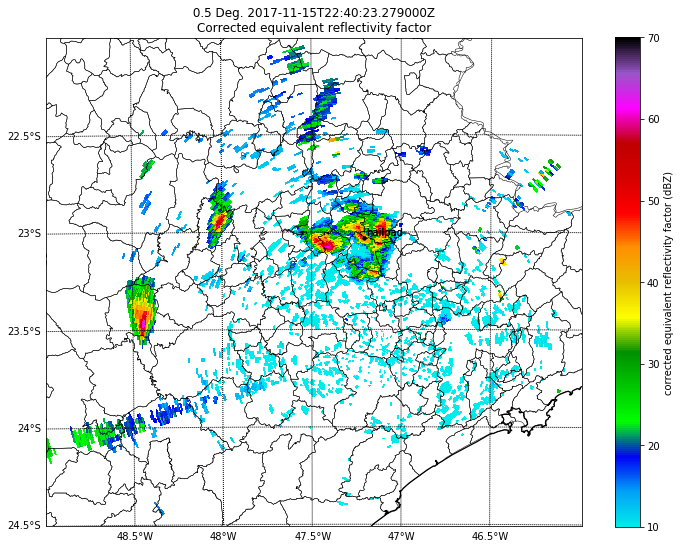 0.5 Deg. 2017-11-15T22:40:23.279000Z
Corrected equivalent reflectivity factor
70
60
50
40
30
20
10
corrected equivalent reflectivity factor (dBZ)
22.5°S
23°S
23.5°S
24°S
24.5°S
48.5°W
48°W
47.5°W
47°W
46.5°W